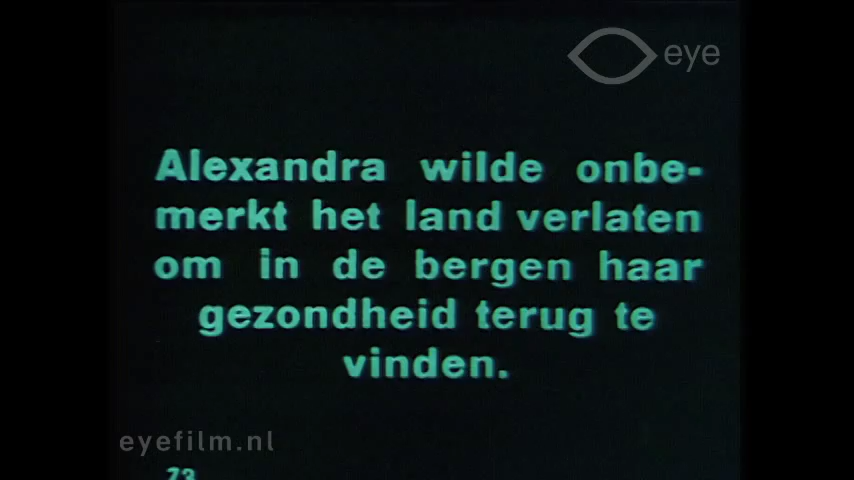 eye
Alexandra wilde onbe-
merkt het land verlaten
om in de bergen haar
gezondheid terug te
vinden.
eyefilm.nl
73